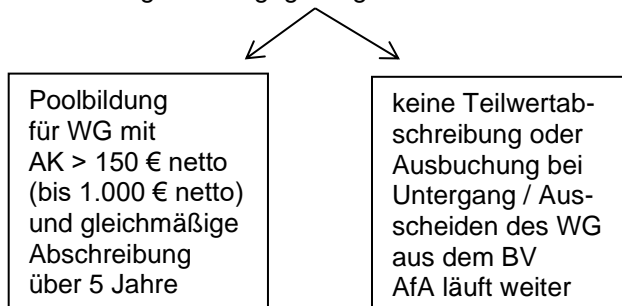 Poolbildung
für WG mit
AK > 150 € netto
(bis 1.000 € netto)
und gleichmäßige
Abschreibung
über 5 Jahre
keine Teilwertab-
schreibung oder
Ausbuchung bei
Untergang / Aus-
scheiden des WG
aus dem BV
AfA läuft weiter